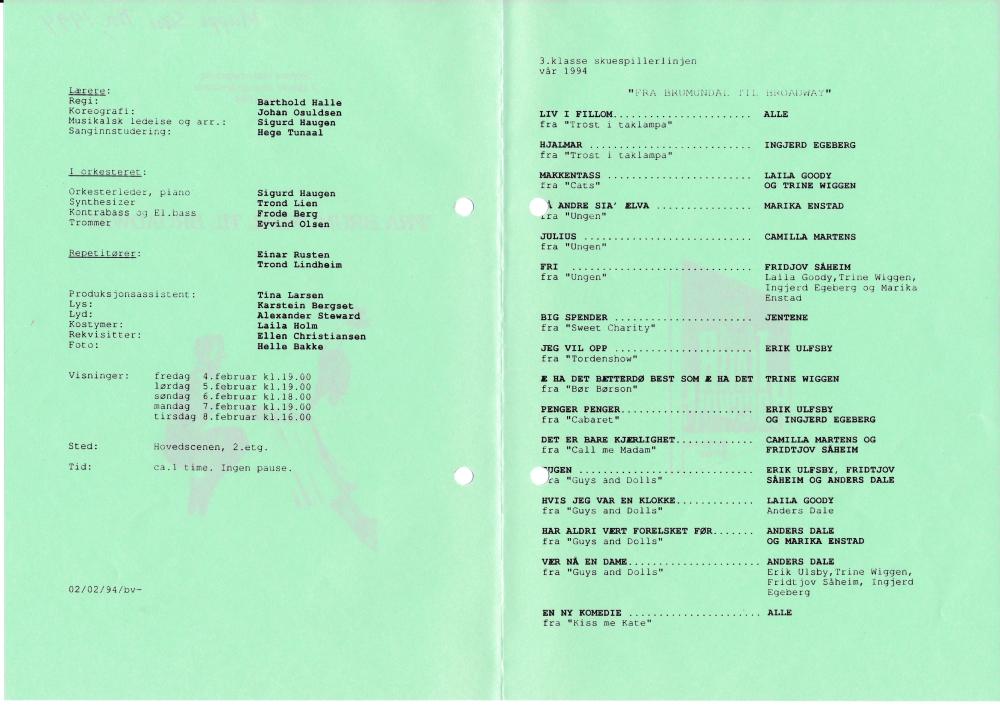 Lærere:
Regi: Barthold Halle
Koreografi: Johan Osuldsen
Musikalsk ledelse og arr.: Sigurd Haugen
Sanginnstudering: Hege Tunaal
I orkesteret:
Orkesterleder, piano Sigurd Haugen
Synthesizer Trond Lien
Kontrabass og El.bass Frode Berg
Trommer Eyvind Olsen
Repetitører: Einar Rusten
Trond Lindheim
Produksjonsassistent: Tina Larsen
Lys: Karstein Bergset
Lyd: Alexander Steward
Kostymer: Laila Holm
Rekvisitter: Ellen Christiansen
Foto: Helle Bakke
Visninger: fredag 4.februar kl.19.00
lørdag 5.februar kl.19.00
søndag 6.februar kl.18.00
mandag 7.februar kl.19.00
tirsdag 8.februar kl.16.00
Sted: Hovedscenen, 2.etg.
Tid: ca.1 time. Ingen pause.
02/02/94/bv-
3.klasse skuespillerlinjen
vår 1994
"FRA BRUMUNDAL TIL BROADWAY"
LIV I FILLOM....................... ALLE
fra "Trost i taklampa"
HJALMAR ........................... INGJERD EGEBERG
fra "Trost i taklampa"
MAKKENTASS ........................ LAILA GOODY
fra "Cats" OG TRINE WIGGEN
Å ANDRE SIA' ÆLVA ................ MARIKA ENSTAD
fra "Ungen"
JULIUS ............................ CAMILLA MARTENS
fra "Ungen"
FRI .............................. FRIDJOV SÅHEIM
fra "Ungen" Laila Goody,Trine Wiggen,
Ingjerd Egeberg og Marika
Enstad
BIG SPENDER ....................... JENTENE
fra "Sweet Charity"
JEG VIL OPP ....................... ERIK ULFSBY
fra "Tordenshow"
Æ HA DET BÆTTERDØ BEST SOM Æ HA DET TRINE WIGGEN
fra "Bør Børson"
PENGER PENGER...................... ERIK ULFSBY
fra "Cabaret" OG INGJERD EGEBERG
DET ER BARE KJÆRLIGHET............. CAMILLA MARTENS OG
fra "Call me Madam" FRIDTJOV SÅHEIM
............................. ERIK ULFSBY, FRIDTJOV
fra "Guys and Dolls" SÅHEIM OG ANDERS DALE
HVIS JEG VAR EN KLOKKE............. LAILA GOODY
fra "Guys and Dolls" Anders Dale
HAR ALDRI VÆRT FORELSKET FØR....... ANDERS DALE
fra "Guys and Dolls" OG MARIKA ENSTAD
VÆR NÅ EN DAME..................... ANDERS DALE
fra "Guys and Dolls" Erik Ulsby,Trine Wiggen,
Fridtjov Såheim, Ingjerd
Egeberg
EN NY KOMEDIE ...................... ALLE
fra "Kiss me Kate"